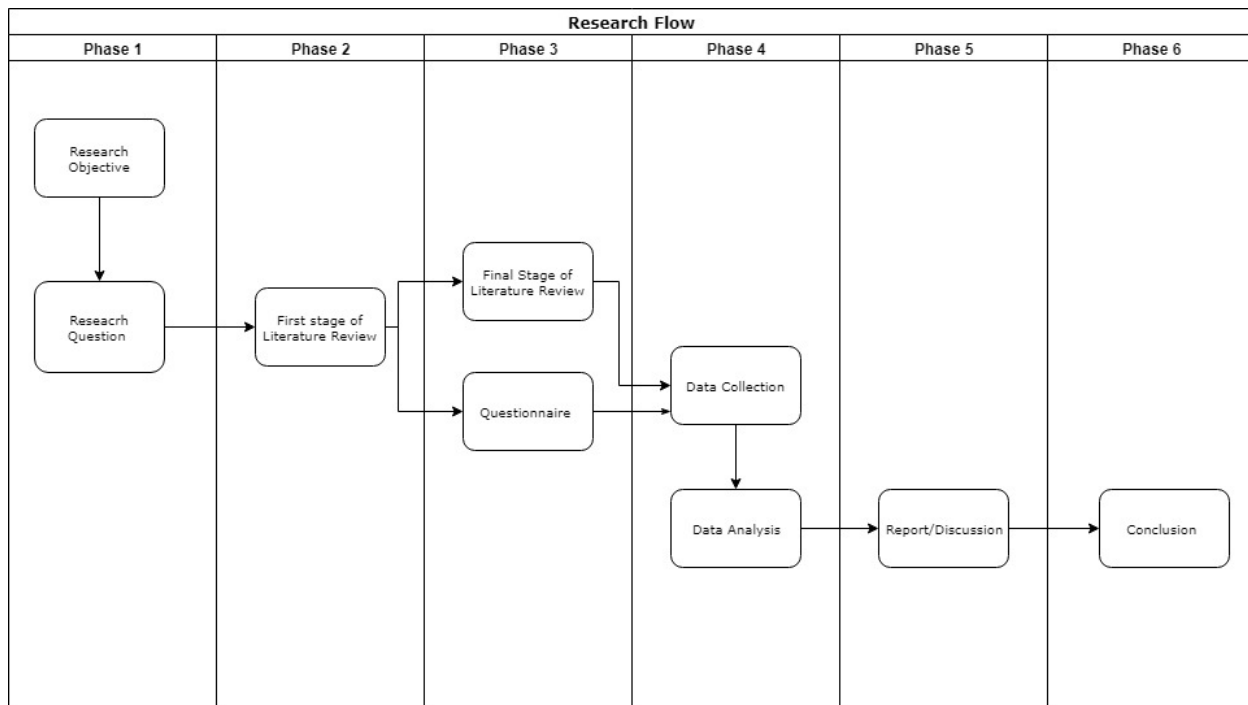 Research Flow
Phase 1
Phase 2
Phase 3
Phase 4
Phase 5
Phase 6
Research
Objective
Reseacrh
Question
First stage of
Literature Review
Final Stage of
Literature Review
Questionnaire
Data Collection
Data Analysis
Report/Discussion
Conclusion